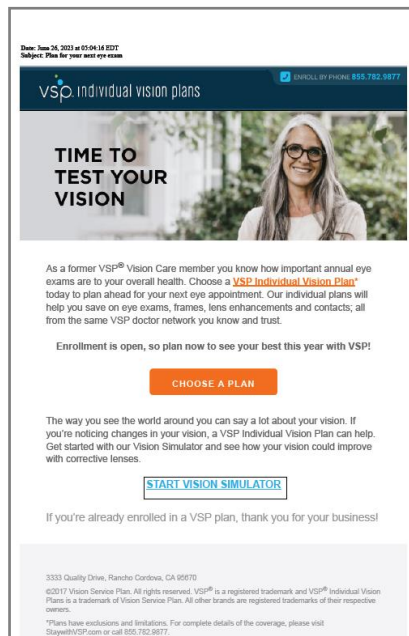 Date: June 26, 2023 at 05:04:16 EDT
Subject: Plan for your next eye exam
vsp. individual vision plans
ENROLL BY PHONE 855.782.9877
TIME TO
TEST YOUR
VISION
As a former VSP® Vision Care member you know how important annual eye
exams are to your overall health. Choose a VSP Individual Vision Plan*
today to plan ahead for your next eye appointment. Our individual plans will
help you save on eye exams, frames, lens enhancements and contacts; all
from the same VSP doctor network you know and trust.
Enrollment is open, so plan now to see your best this year with VSP!
CHOOSE A PLAN
The way you see the world around you can say a lot about your vision. If
you're noticing changes in your vision, a VSP Individual Vision Plan can help.
Get started with our Vision Simulator and see how your vision could improve
with corrective lenses.
START VISION SIMULATOR
If you're already enrolled in a VSP plan, thank you for your business!
3333 Quality Drive, Rancho Cordova, CA 95670
©2017 Vision Service Plan. All rights reserved. VSP® is a registered trademark and VSP® Individual Vision
Plans is a trademark of Vision Service Plan. All other brands are registered trademarks of their respective
owners.
*Plans have exclusions and limitations. For complete details of the coverage, please visit
StaywithVSP.com or call 855.782.9877.